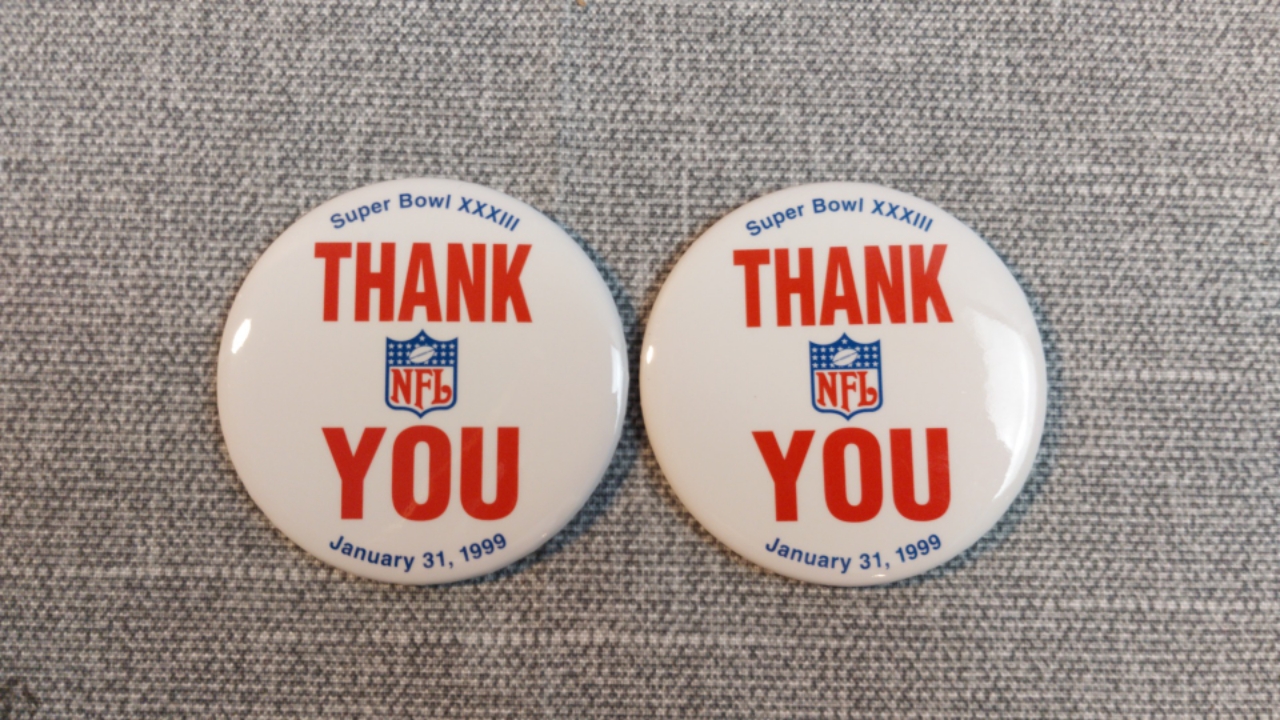 Super Bowl XXXIII
THANK
NFL
YOU
January 31, 1999
Super Bowl XXXIII
THANK
NFL
YOU
January 31, 1999